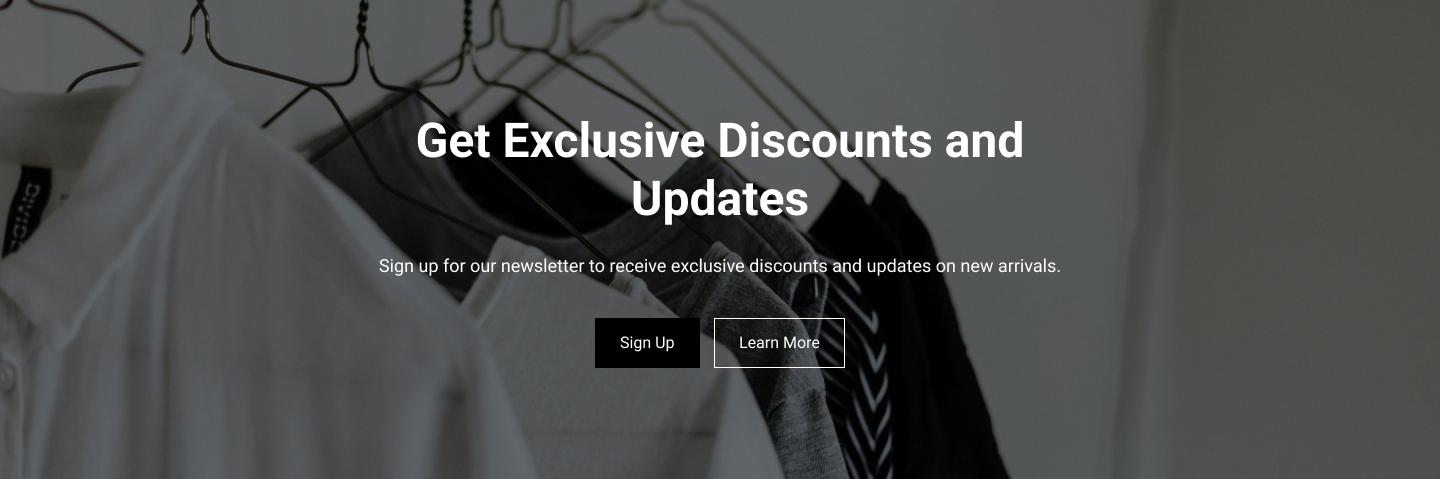 Get Exclusive Discounts and
Updates
Sign up for our newsletter to receive exclusive discounts and updates on new arrivals.
Sign Up
Learn More